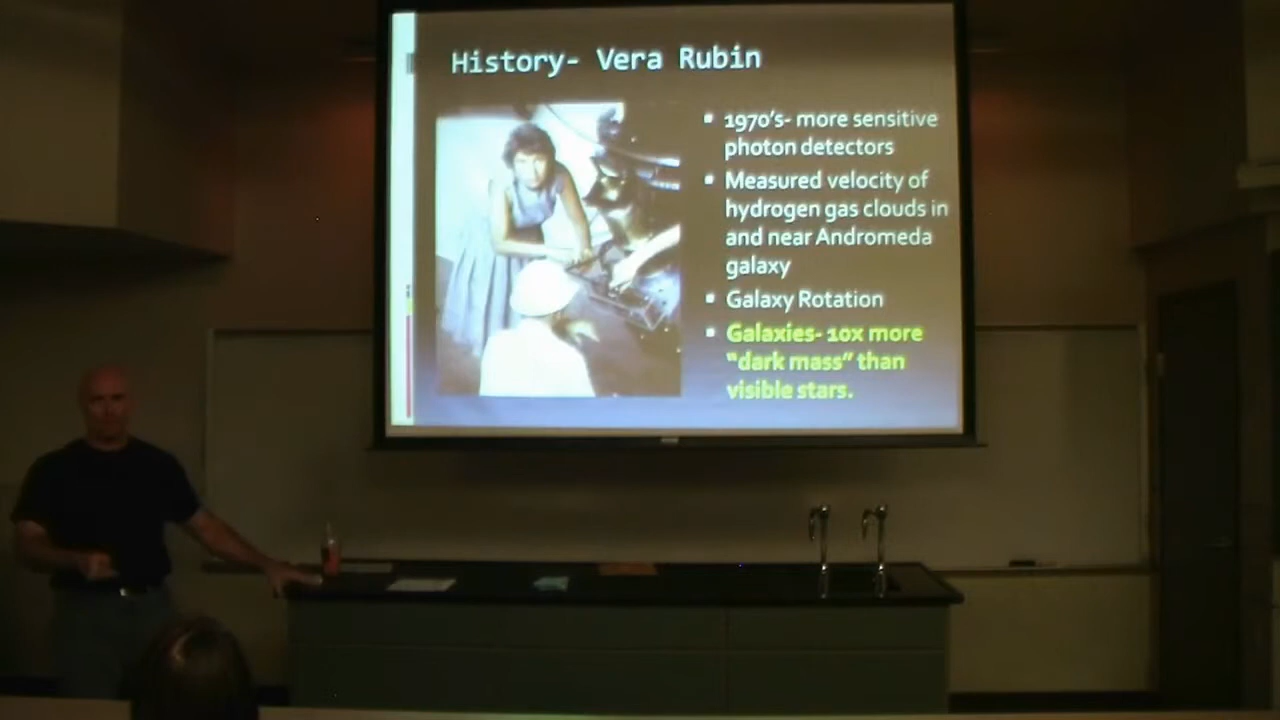 History- Vera Rubin
1970's- more sensitive
photon detectors
Measured velocity of
hydrogen gas clouds in
and near Andromeda
galaxy
Galaxy Rotation
Galaxies- 10x more
"dark mass" than
visible stars.